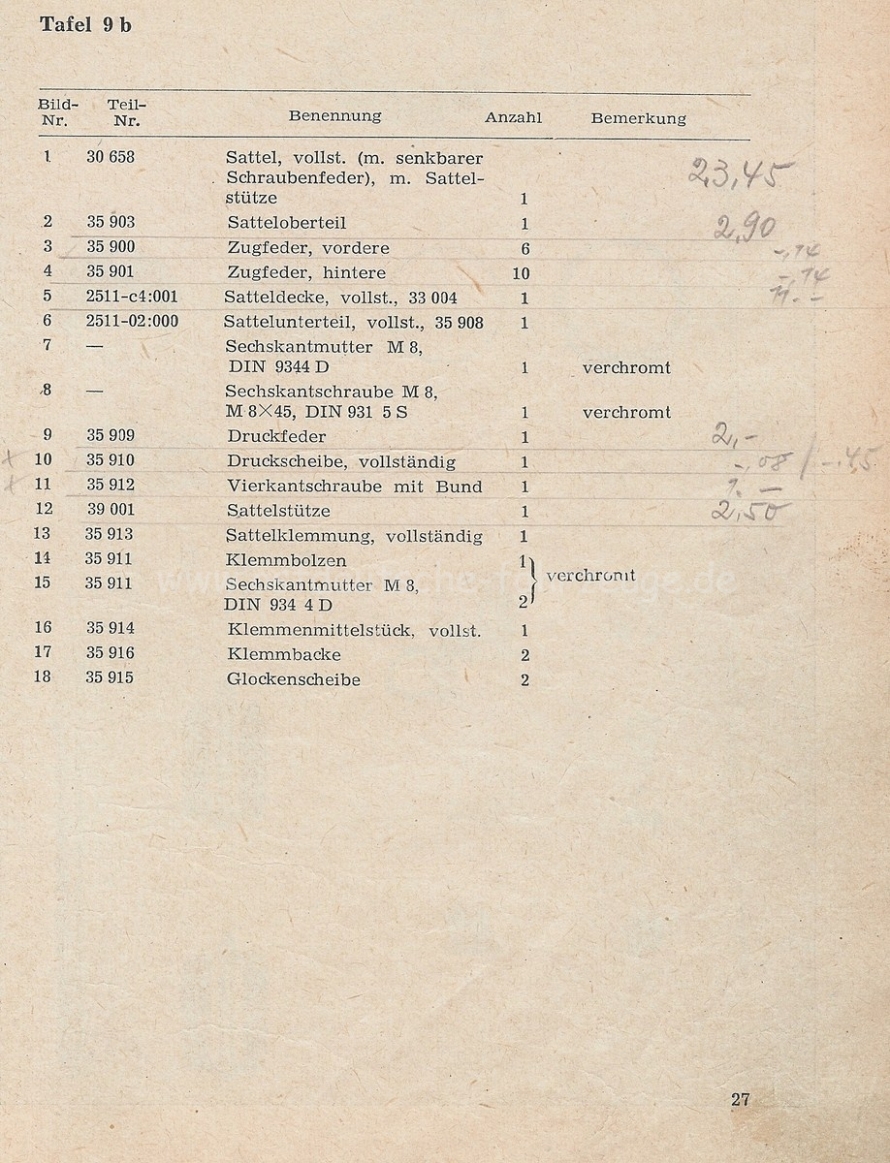 Tafel 9 b
Bild- Teil-
Nr. Nr. Benennung Anzahl Bemerkung
1 30 658 Sattel, vollst. (m. senkbarer
Schraubenfeder), m. Sattel-
stütze 1 23,45
2 35 903 Satteloberteil 1 2,90
3 35 900 Zugfeder, vordere 6 -,14
4 35 901 Zugfeder, hintere 10 -,14
5 2511-c4:001 Satteldecke, vollst., 33 004 1 11.-
6 2511-02:000 Sattelunterteil, vollst., 35 908 1
7 — Sechskantmutter M 8,
DIN 9344 D 1 verchromt
8 — Sechskantschraube M 8,
M 8×45, DIN 931 5 S 1 verchromt
9 35 909 Druckfeder 1 2,-
x 10 35 910 Druckscheibe, vollständig 1 -,08 / -.45
x 11 35 912 Vierkantschraube mit Bund 1
12 39 001 Sattelstütze 1 2,50
13 35 913 Sattelklemmung, vollständig 1
14 35 911 Klemmbolzen 1
verchromt
15 35 911 Sechskantmutter M 8,
DIN 934 4 D 2
16 35 914 Klemmenmittelstück, vollst. 1
17 35 916 Klemmbacke 2
18 35 915 Glockenscheibe 2
27